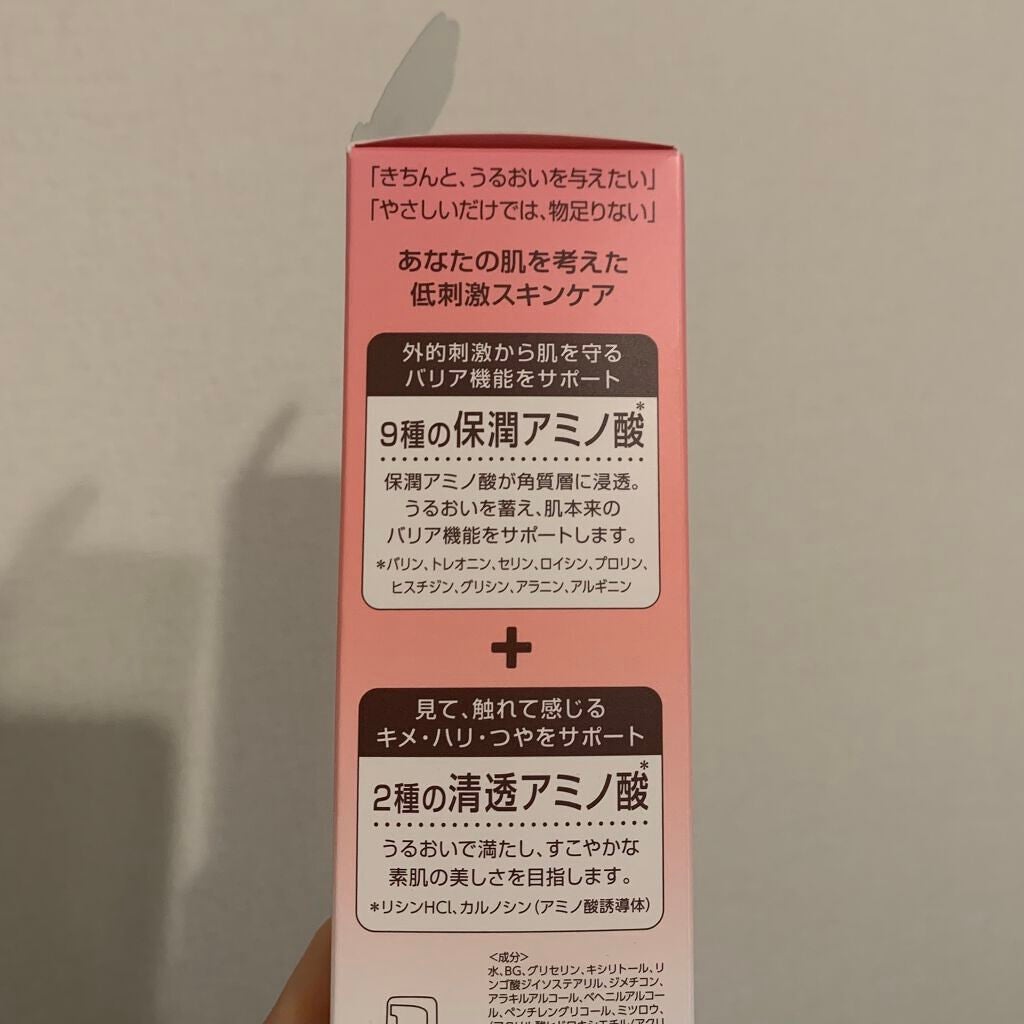 「きちんと、うるおいを与えたい」
「やさしいだけでは、物足りない」
あなたの肌を考えた
低刺激スキンケア
外的刺激から肌を守る
バリア機能をサポート
9種の保潤アミノ酸*
保潤アミノ酸が角質層に浸透。
うるおいを蓄え、肌本来の
バリア機能をサポートします。
*バリン、トレオニン、セリン、ロイシン、プロリン、
ヒスチジン、グリシン、アラニン、アルギニン
+
見て、触れて感じる
キメ・ハリ・つやをサポート
2種の清透アミノ酸*
うるおいで満たし、すこやかな
素肌の美しさを目指します。
*リシンHCl、カルノシン(アミノ酸誘導体)
<成分>
水、BG、グリセリン、キシリトール、リ
ンゴ酸ジイソステアリル、ジメチコン、
アラキルアルコール、ベヘニルアルコー
ル、ペンチレングリコール、ミツロウ、